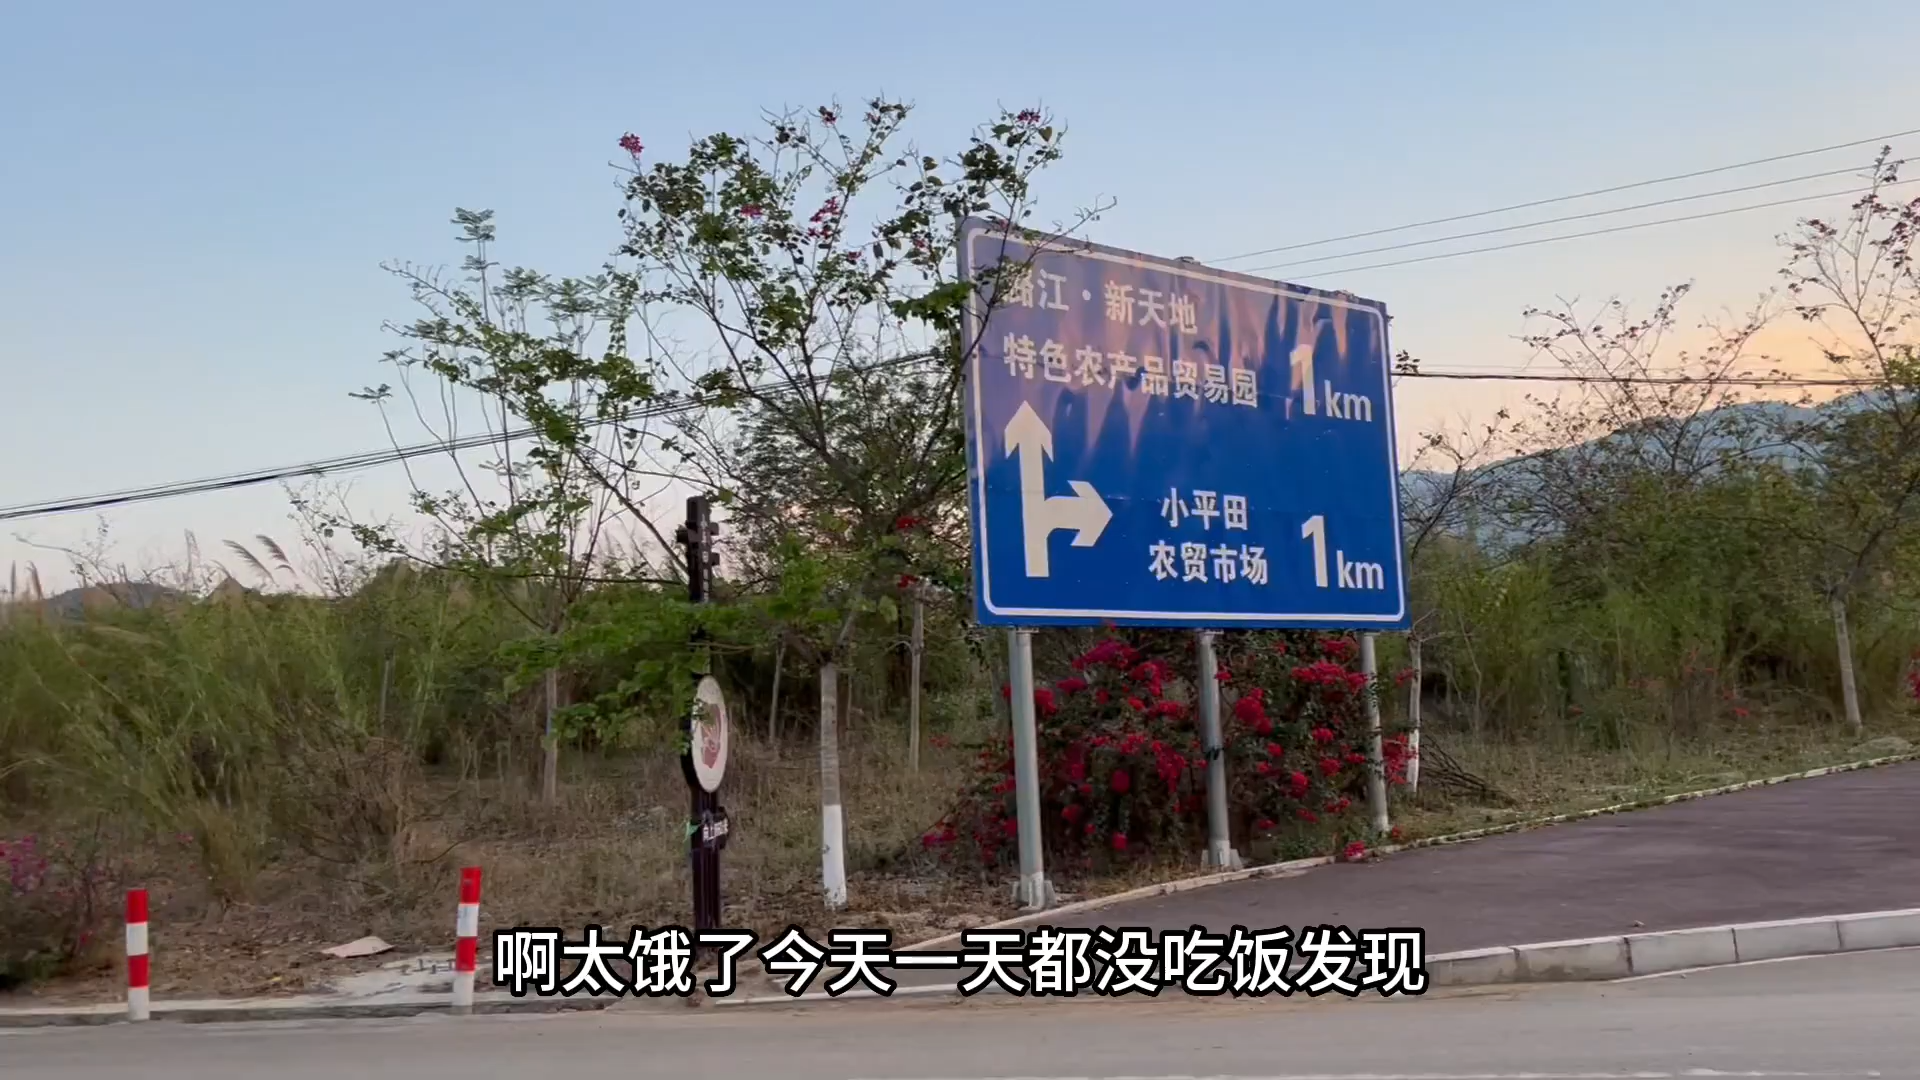 潞江·新天地
特色农产品贸易园 1km
小平田
农贸市场 1km
啊太饿了今天一天都没吃饭发现